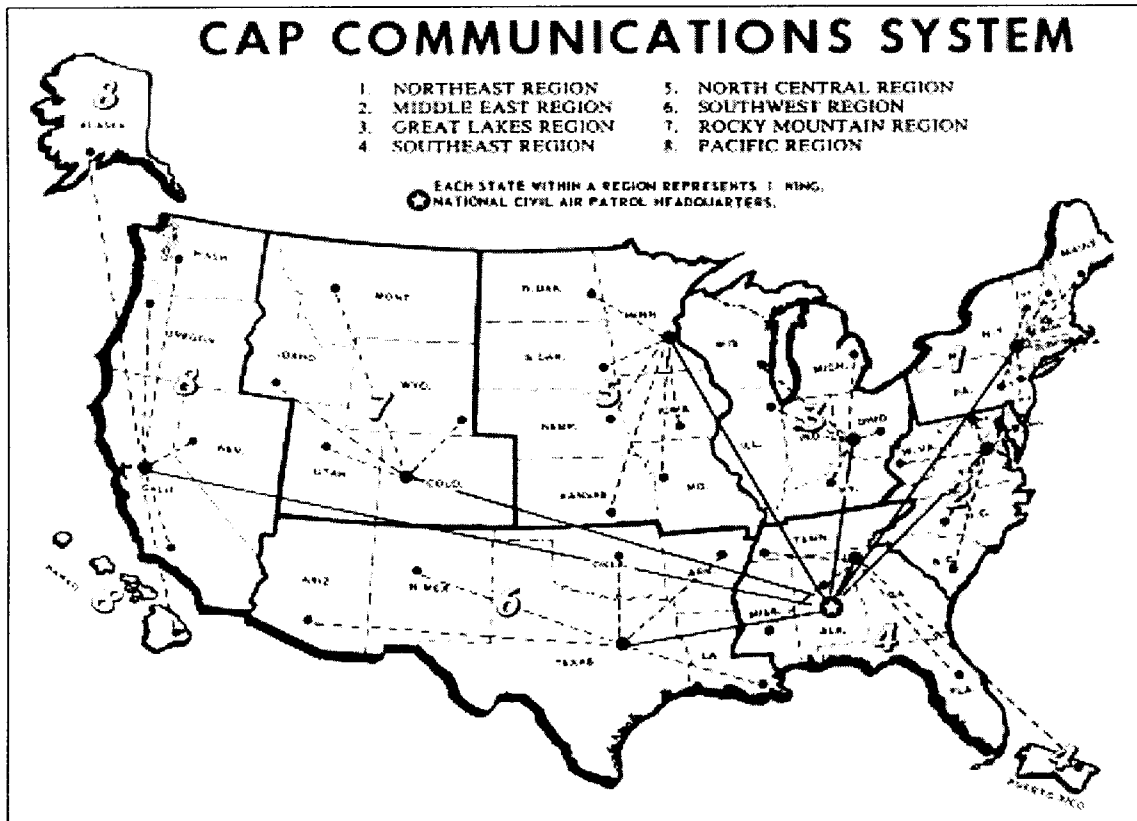 CAP COMMUNICATIONS SYSTEM
1. NORTHEAST REGION
2. MIDDLE EAST REGION
3. GREAT LAKES REGION
4. SOUTHEAST REGION
5. NORTH CENTRAL REGION
6. SOUTHWEST REGION
7. ROCKY MOUNTAIN REGION
8. PACIFIC REGION
EACH STATE WITHIN A REGION REPRESENTS 1 WING.
NATIONAL CIVIL AIR PATROL HEADQUARTERS.
8
ALASKA
WASH.
OREGON
8
NEV.
CALIF.
HAWAII
8
MONT.
IDAHO
WYO.
7
UTAH
COLO.
N. DAK.
MINN.
S. DAK.
5
NEBR.
IOWA
KANSAS
MO.
WIS.
MICH.
3
ILL.
IND.
OHIO
KY.
MAINE
N.Y.
1
PA.
W. VA.
2
N.C.
S.C.
ARIZ.
N. MEX.
6
OKLA.
ARK.
TEXAS
LA.
TENN.
MISS.
ALA.
4
FLA.
4
PUERTO RICO